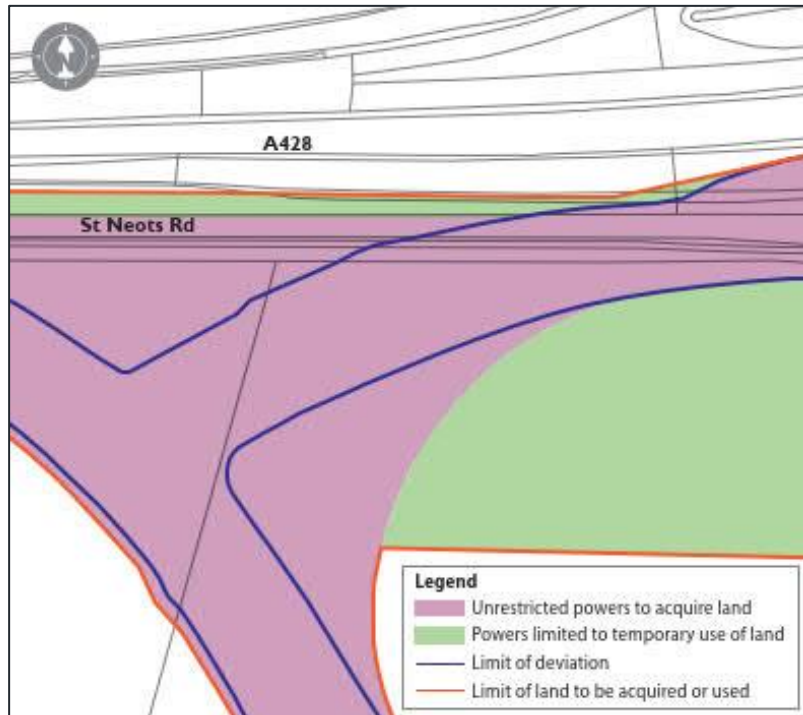 N
A428
St Neots Rd
Legend
Unrestricted powers to acquire land
Powers limited to temporary use of land
Limit of deviation
Limit of land to be acquired or used